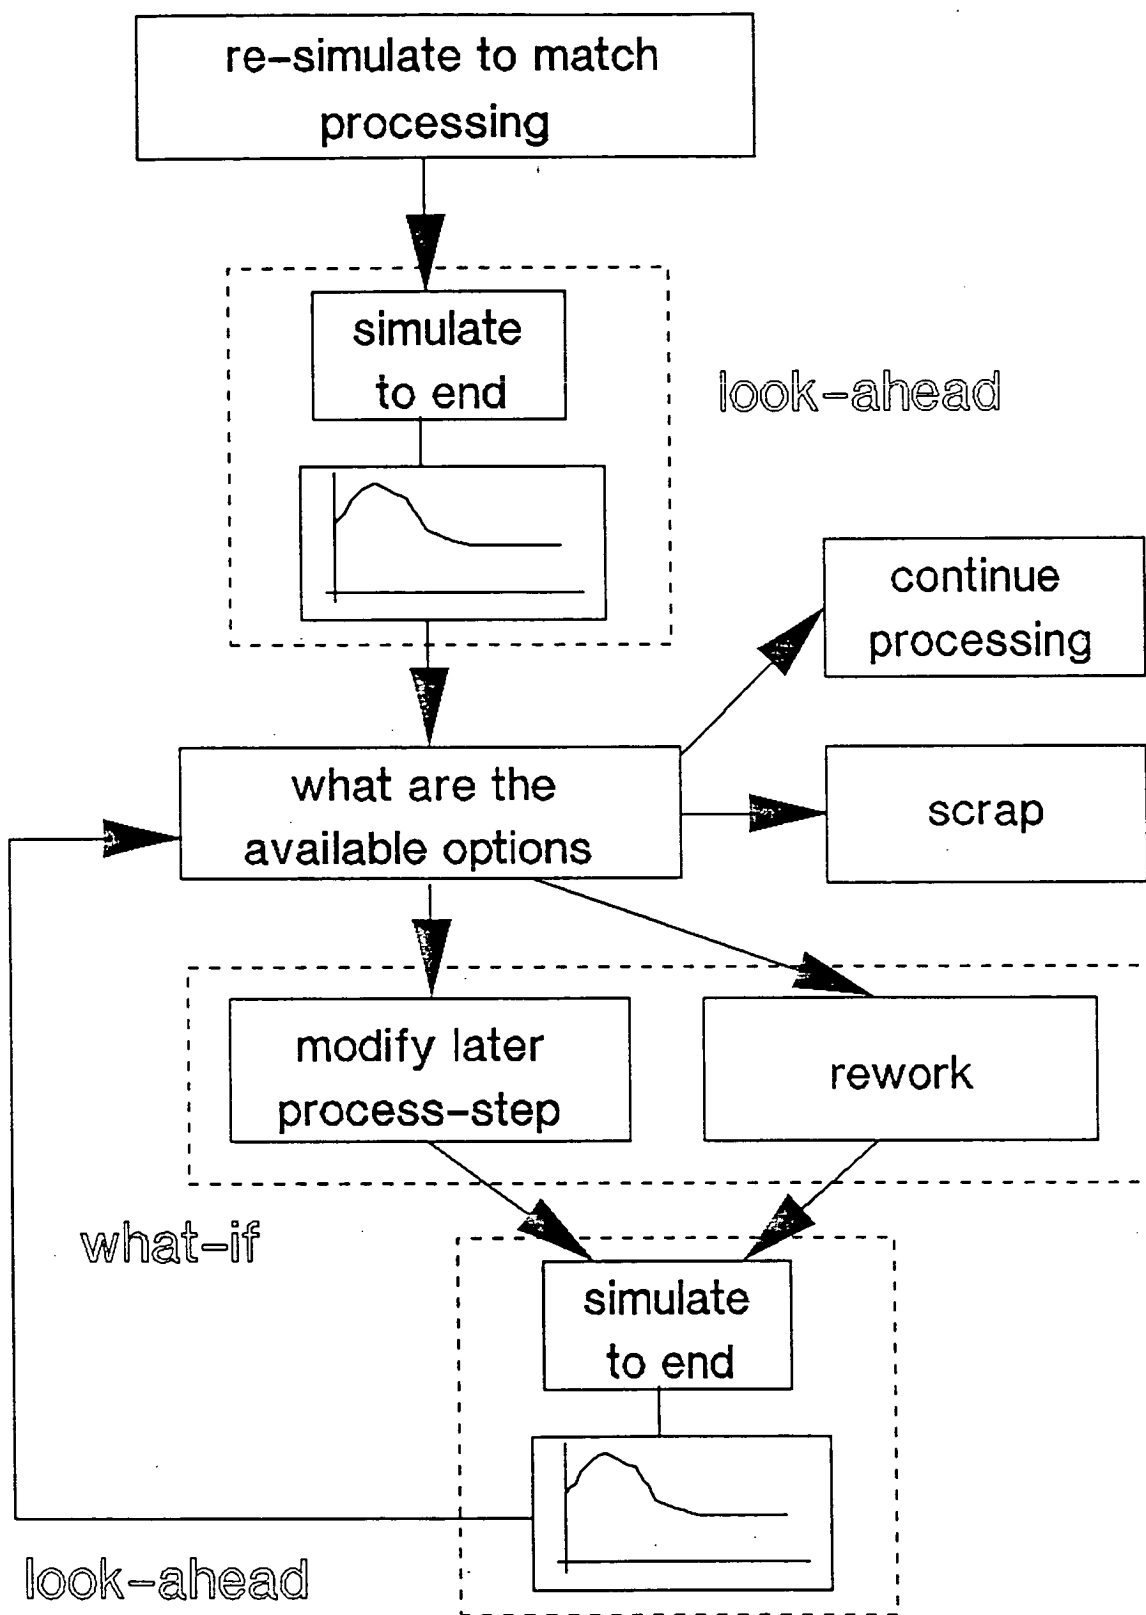 re-simulate to match
processing
simulate
to end
look-ahead
continue
processing
what are the
available options
scrap
modify later
process-step
rework
what-if
simulate
to end
look-ahead